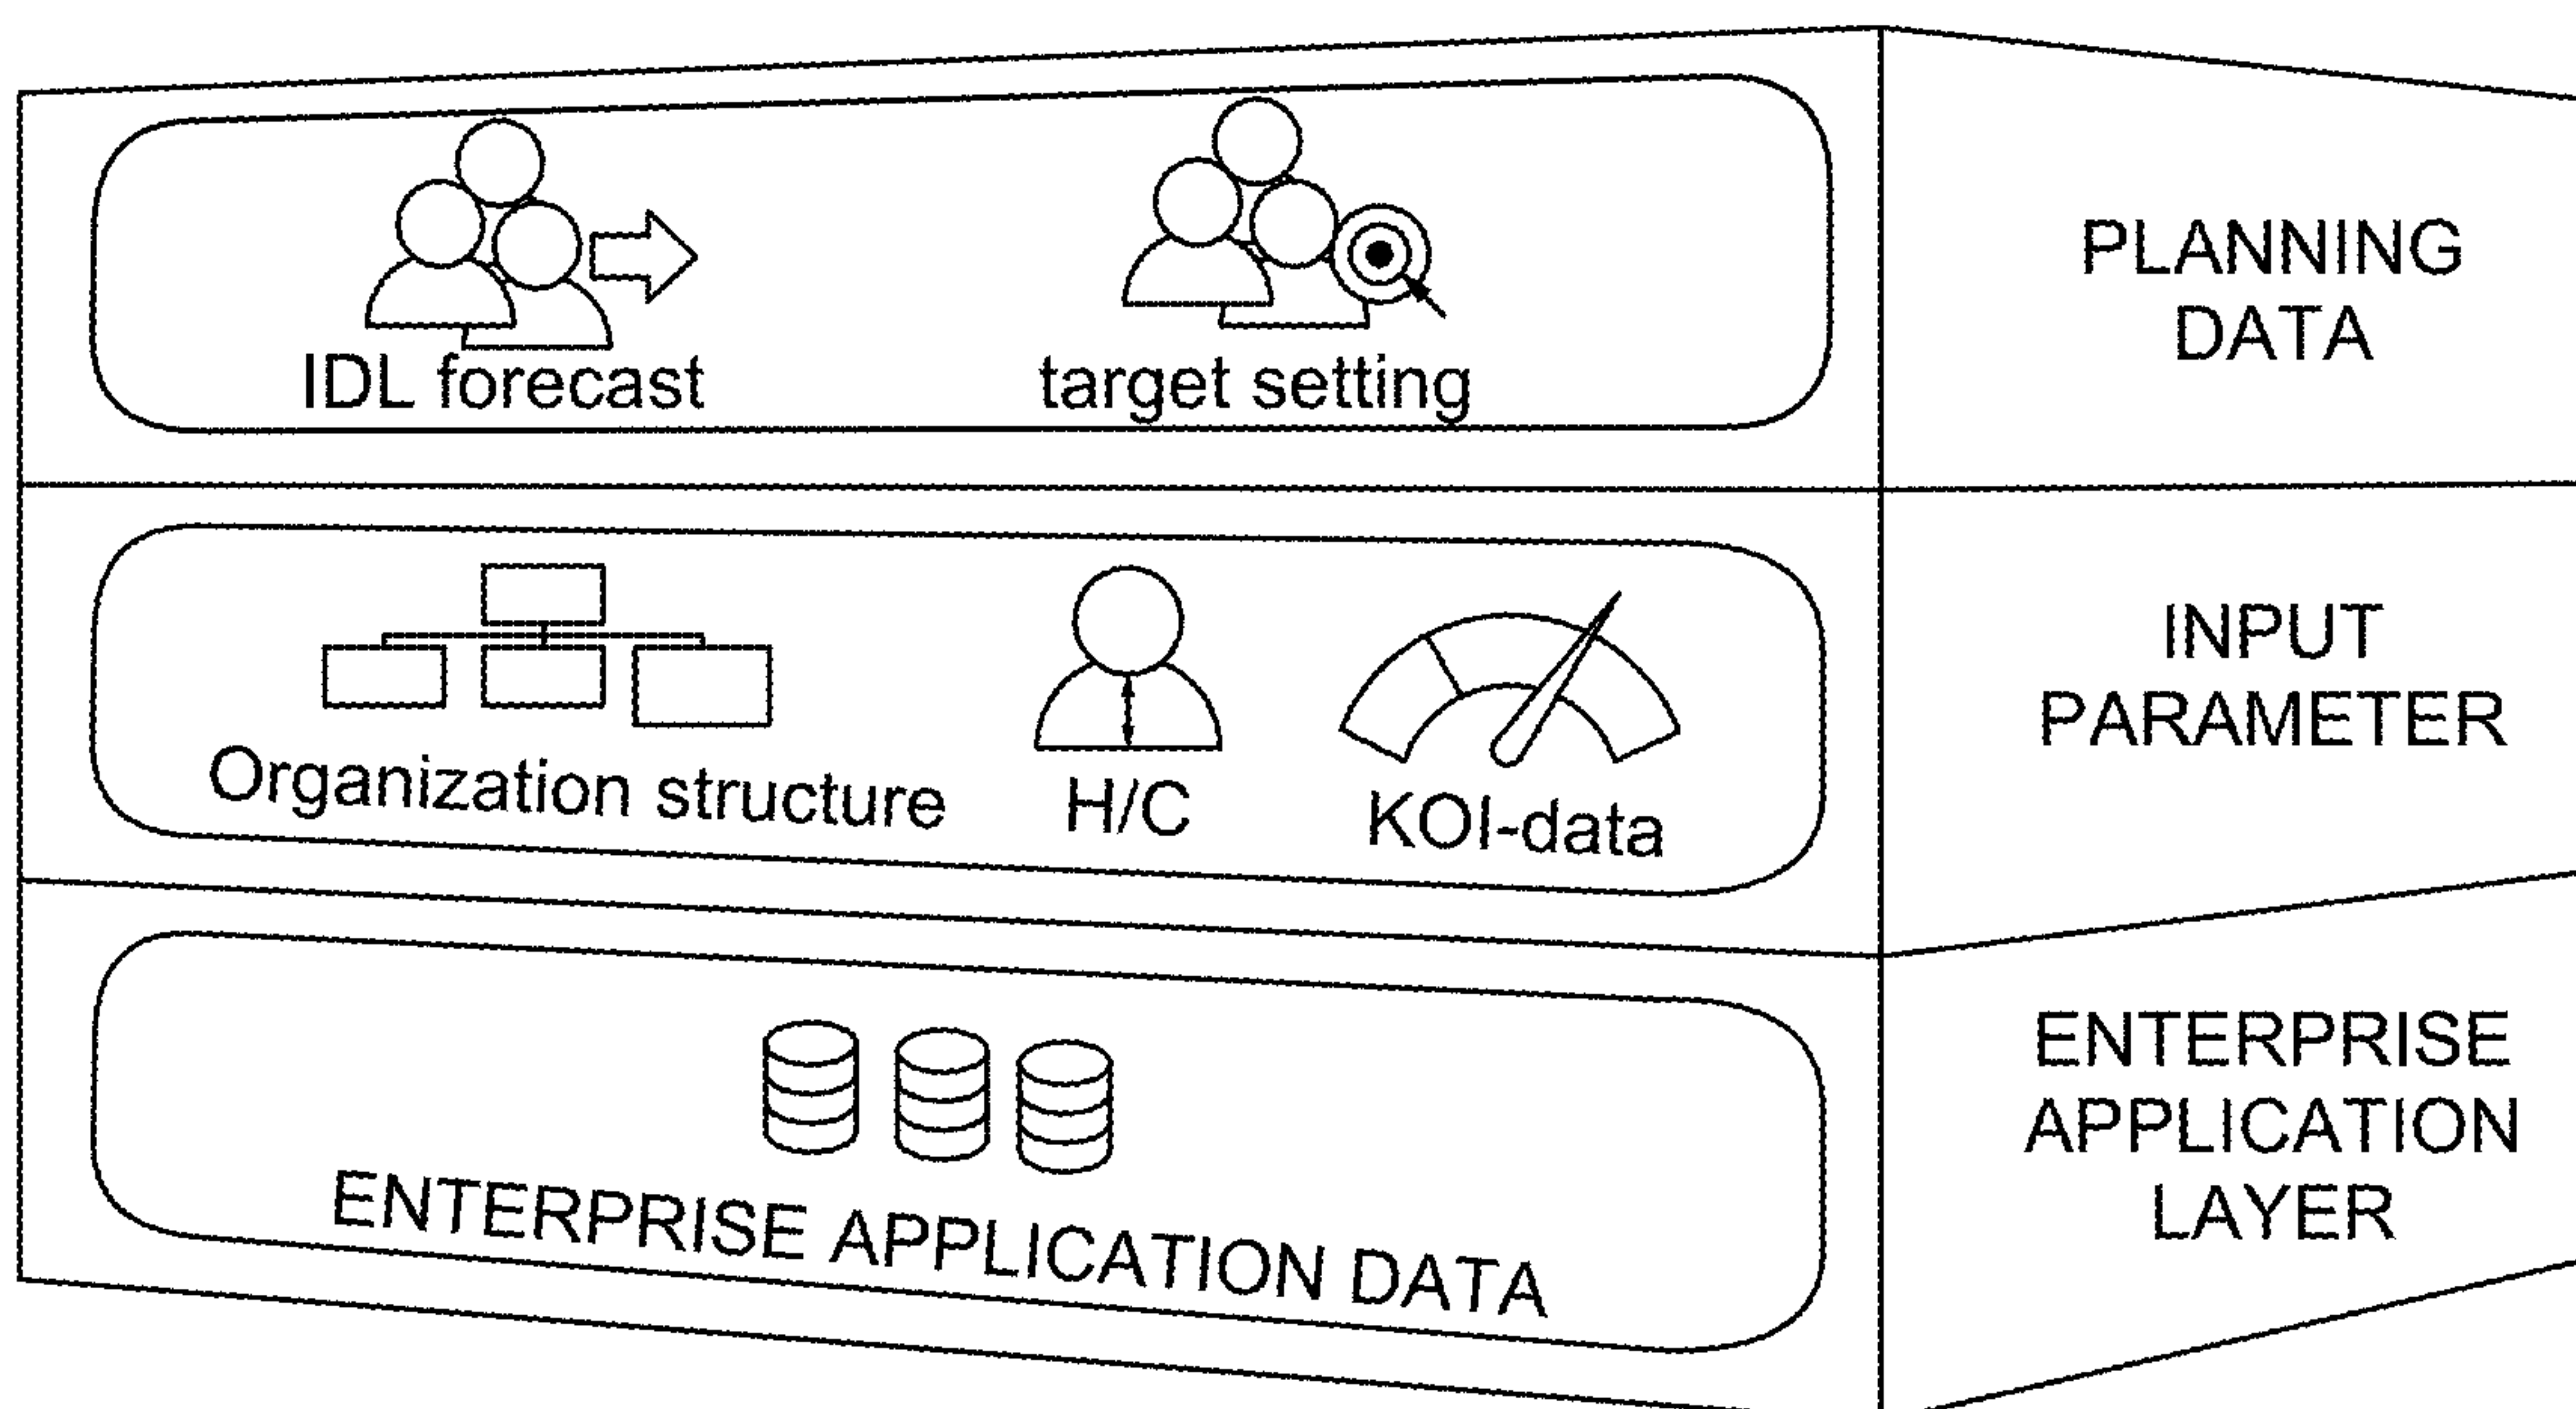 IDL forecast
target setting
PLANNING
DATA
Organization structure
H/C
KOI-data
INPUT
PARAMETER
ENTERPRISE APPLICATION DATA
ENTERPRISE
APPLICATION
LAYER